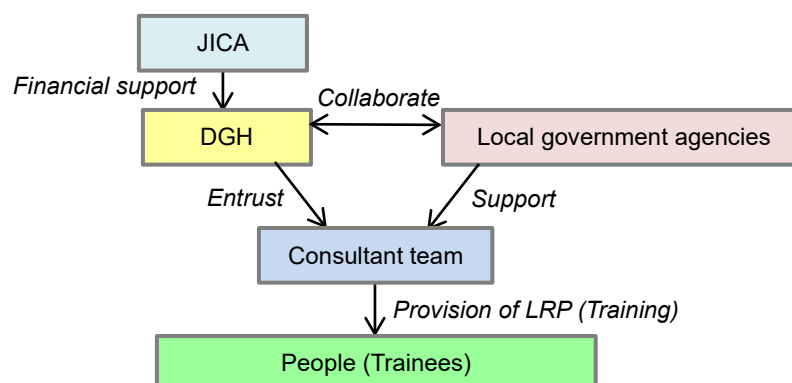 JICA
Financial support
Collaborate
DGH
Local government agencies
Entrust
Support
Consultant team
Provision of LRP (Training)
People (Trainees)